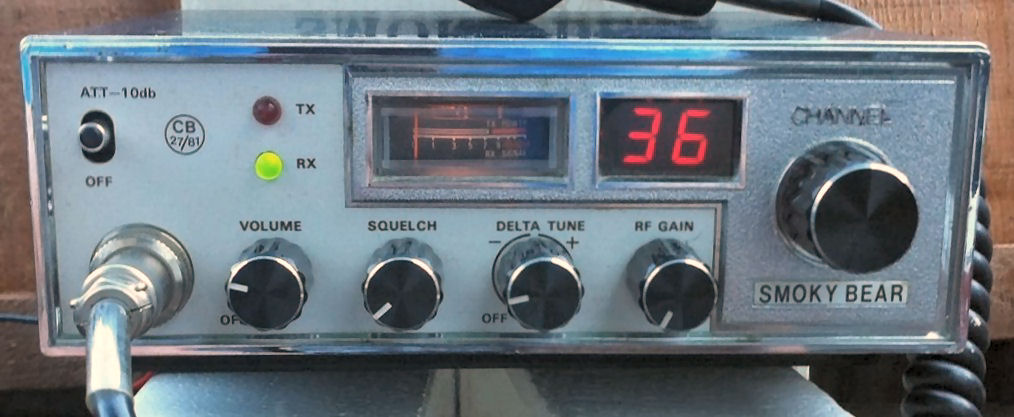 ATT-10db
CB
27/81
OFF
TX
RX
36
CHANNEL
VOLUME
SQUELCH
DELTA TUNE
- +
RF GAIN
OFF
SMOKY BEAR